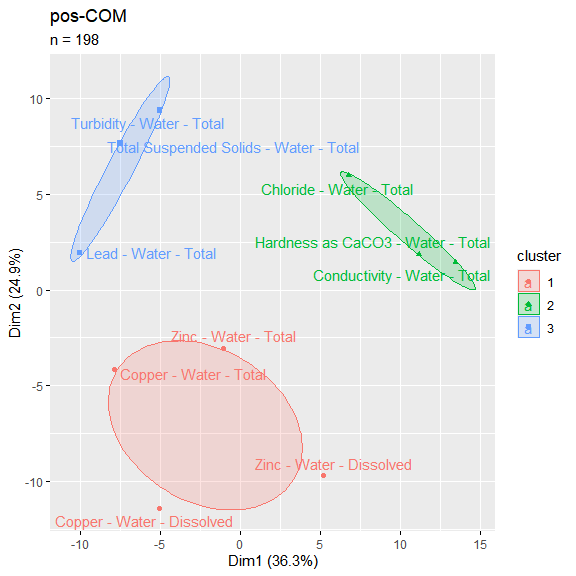 pos-COM
n = 198
Turbidity - Water - Total
Total Suspended Solids - Water - Total
Lead - Water - Total
Chloride - Water - Total
Hardness as CaCO3 - Water - Total
Conductivity - Water - Total
Zinc - Water - Total
Copper - Water - Total
Zinc - Water - Dissolved
Copper - Water - Dissolved
10
5
0
-5
-10
Dim2 (24.9%)
-10
-5
0
5
10
15
Dim1 (36.3%)
cluster
a 1
a 2
a 3